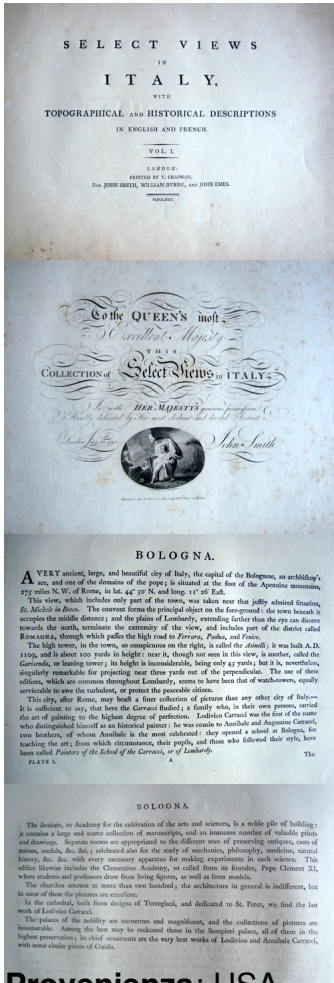 SELECT VIEWS
IN
ITALY,
WITH
TOPOGRAPHICAL AND HISTORICAL DESCRIPTIONS
IN ENGLISH AND FRENCH.
VOL. I.
LONDON:
PRINTED BY T. CHAPMAN,
FOR JOHN SMITH, WILLIAM BYRNE, AND JOHN EMES.
To the QUEEN'S most
Excellent Majesty
THIS
COLLECTION of Select Views in ITALY,
Is with HER MAJESTY'S gracious permission
Humbly dedicated by Her most obedient and devoted Servant
John Smith
BOLOGNA.
A VERY ancient, large, and beautiful city of Italy, the capital of the Bolognese, an archbishop's
see, and one of the domains of the pope; is situated at the foot of the Apennine mountains,
275 miles N.W. of Rome, in lat. 44° 50' N. and long. 11° 26' East.
This view, which includes only part of the town, was taken near that justly admired situation,
St. Michele in Bosco. The convent forms the principal object on the fore-ground: the town beneath it
occupies the middle distance; and the plains of Lombardy, extending farther than the eye can discern
towards the north, terminate the extremity of the view, and includes part of the district called
ROMAGNA, through which passes the high road to Ferrara, Padua, and Venice.
The high tower, in the town, so conspicuous on the right, is called the Asinelli; it was built A.D.
1109, and is about 100 yards in height: near it, though not seen in this view, is another, called the
Garisenda, or leaning tower; its height is inconsiderable, being only 45 yards; but it is, nevertheless,
singularly remarkable for projecting near three yards out of the perpendicular. The use of these
edifices, which are common throughout Lombardy, seems to have been that of watch-towers, equally
serviceable to awe the turbulent, or protect the peaceable citizen.
This city, after Rome, may boast a finer collection of pictures than any other city of Italy.—
It is sufficient to say, that here the Carracci studied; a family who, in their own persons, carried
the art of painting to the highest degree of perfection. Lodivico Carracci was the first of the name
who distinguished himself as an historical painter: he was cousin to Annibale and Augustine Carracci,
two brothers, of whom Annibale is the most celebrated: they opened a school at Bologna, for
teaching the art; from which circumstance, their pupils, and those who followed their style, have
been called Painters of the School of the Carracci, or of Lombardy.
The
PLATE I.
A
BOLOGNA.
The Institute, or Academy for the cultivation of the arts and sciences, is a noble pile of building:
it contains a large and scarce collection of manuscripts, and an immense number of valuable prints
and drawings. Separate rooms are appropriated to the different uses of preserving antiques, casts of
statues, medals, &c. &c.; celebrated also for the study of mechanics, philosophy, medicine, natural
history, &c. &c. with every necessary apparatus for making experiments in each science. This
edifice likewise includes the Clementine Academy, so called from its founder, Pope Clement XI,
where students and professors draw from living figures, as well as from models.
The churches amount to more than two hundred; the architecture in general is indifferent, but
in most of them the pictures are excellent.
In the cathedral, built from designs of Torregiani, and dedicated to St. Peter, we find the last
work of Lodivico Carracci.
The palaces of the nobility are numerous and magnificent, and the collections of pictures are
innumerable. Among the best may be reckoned those in the Sampieri palace, all of them in the
highest preservation; its chief ornaments are the very best works of Lodivico and Annibale Carracci,
with some choice pieces of Guido.
Provenienza: USA